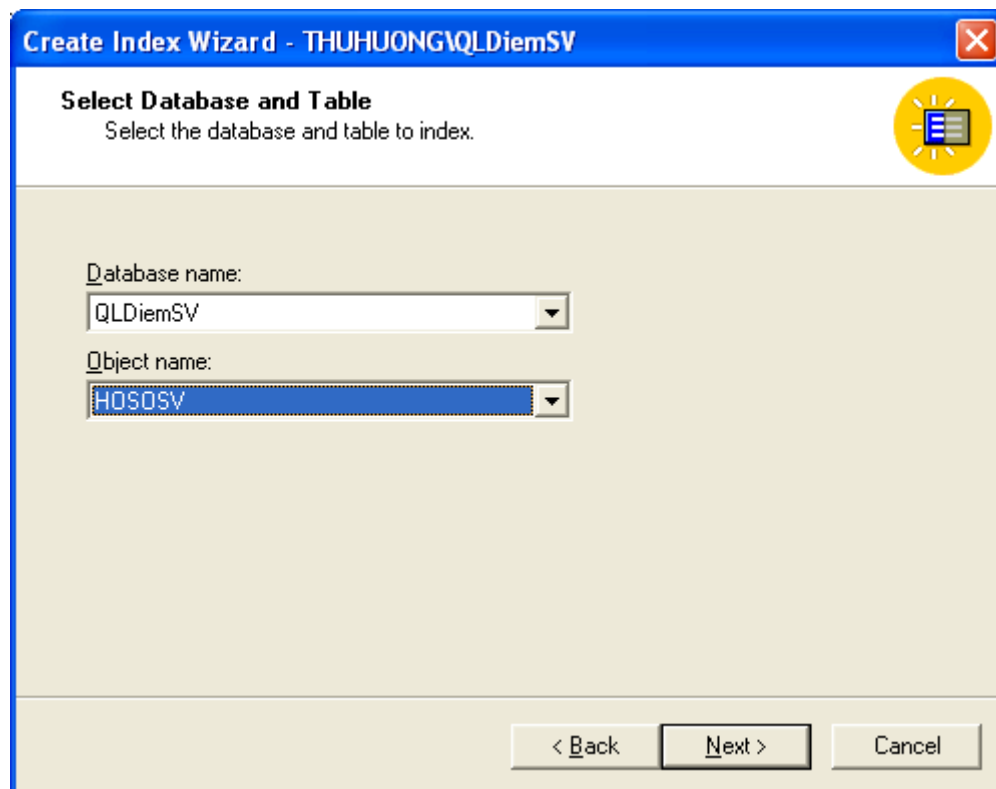 Create Index Wizard - THUHUONG\QLDiemSV
Select Database and Table
Select the database and table to index.
Database name:
QLDiemSV
Object name:
HOSOSV
< Back
Next >
Cancel